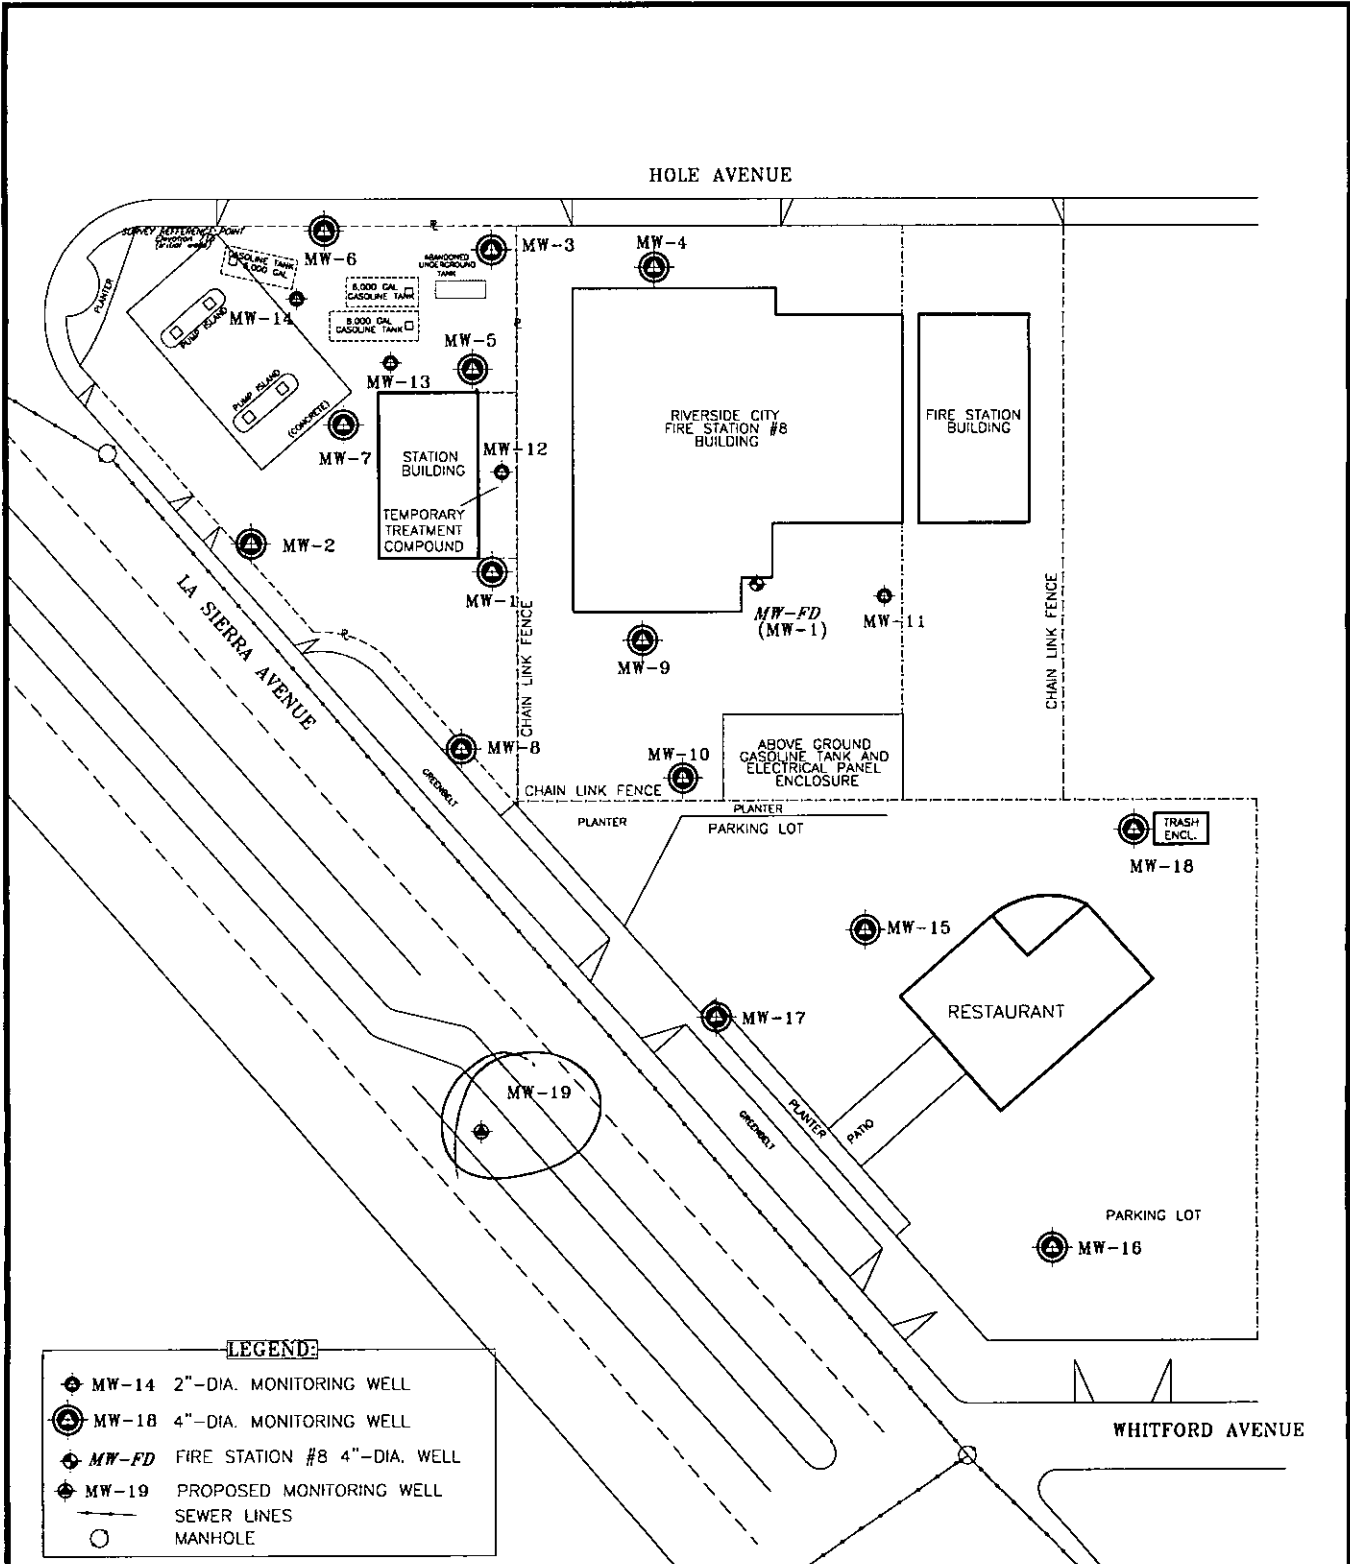 HOLE AVENUE
SURVEY REFFERENCE POINT
MW-6
MW-3
MW-4
GASOLINE TANK
ABANDONED
UNDERGROUND
TANK
PLANTER
MW-14
8,000 GAL
GASOLINE TANK
8,000 GAL
GASOLINE TANK
PUMP ISLAND
MW-5
MW-13
PUMP ISLAND
(CONCRETE)
MW-7
STATION
BUILDING
MW-12
RIVERSIDE CITY
FIRE STATION #8
BUILDING
FIRE STATION
BUILDING
TEMPORARY
TREATMENT
COMPOUND
MW-2
MW-1
MW-FD
(MW-1)
MW-11
LA SIERRA AVENUE
CHAIN LINK FENCE
CHAIN LINK FENCE
MW-9
MW-8
MW-10
ABOVE GROUND
GASOLINE TANK AND
ELECTRICAL PANEL
ENCLOSURE
GREENBELT
CHAIN LINK FENCE
PLANTER
PLANTER
PARKING LOT
TRASH
ENCL.
MW-18
MW-15
RESTAURANT
MW-17
MW-19
GREENBELT
PLANTER
PATIO
PARKING LOT
MW-16
WHITFORD AVENUE
LEGEND:
MW-14 2"-DIA. MONITORING WELL
MW-18 4"-DIA. MONITORING WELL
MW-FD FIRE STATION #8 4"-DIA. WELL
MW-19 PROPOSED MONITORING WELL
SEWER LINES
MANHOLE